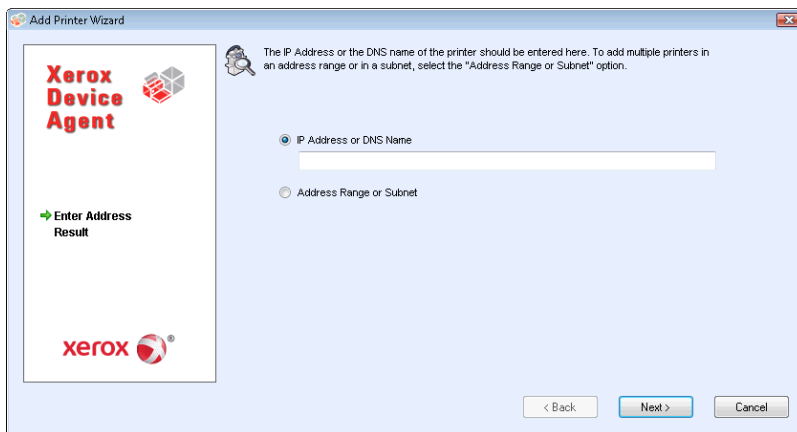 Add Printer Wizard
Xerox
Device
Agent
The IP Address or the DNS name of the printer should be entered here. To add multiple printers in
an address range or in a subnet, select the "Address Range or Subnet" option.
IP Address or DNS Name
Address Range or Subnet
Enter Address
Result
xerox ®
< Back
Next >
Cancel